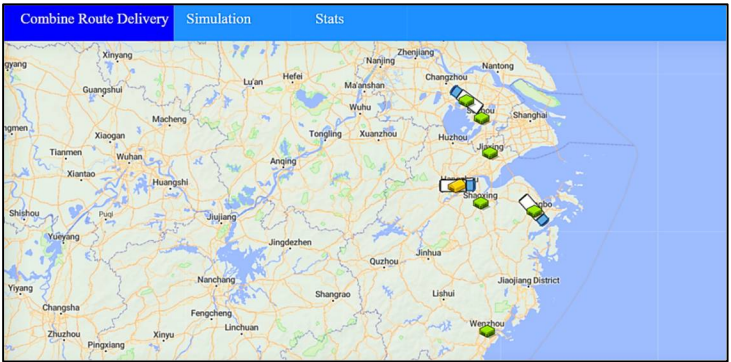 Combine Route Delivery
Simulation
Stats
Xinyang
Zhenjiang
Nanjing
Nantong
Changzhou
Guangshui
Lu'an
Hefei
Ma'anshan
Wuhu
Shanghai
Macheng
Xiaogan
Tongling
Xuanzhou
Huzhou
Jiaxing
Tianmen
Wuhan
Anqing
Xiantao
Huangshi
Shaoxing
Shishou
Puqi
Jiujiang
Yueyang
Jingdezhen
Jinhua
Quzhou
Nanchang
Jiaojiang District
Yiyang
Shangrao
Lishui
Changsha
Fengcheng
Linchuan
Wenzhou
Zhuzhou
Xinyu
Pingxiang